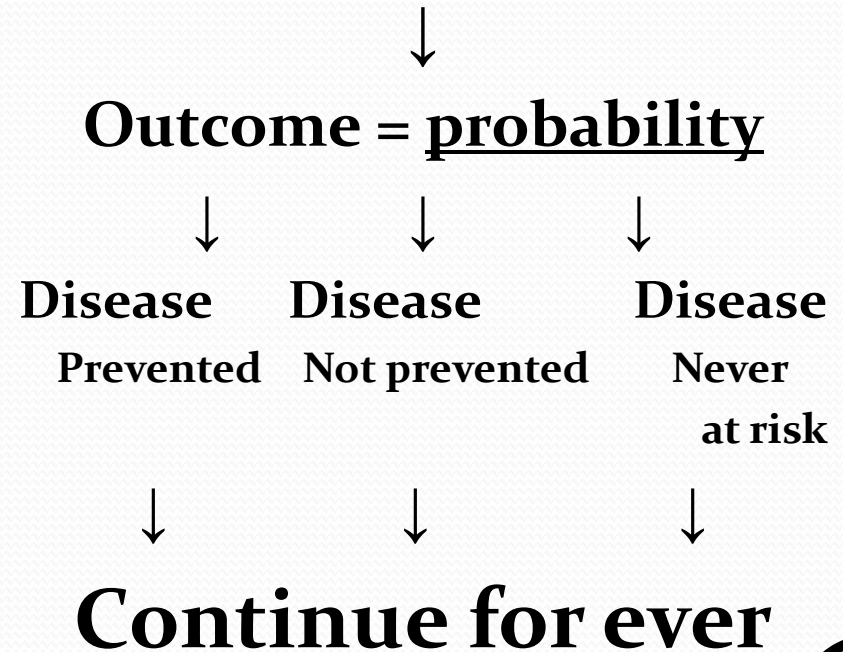 ↓
Outcome = probability
↓ ↓ ↓
Disease Disease Disease
Prevented Not prevented Never
at risk
↓ ↓ ↓
Continue for ever